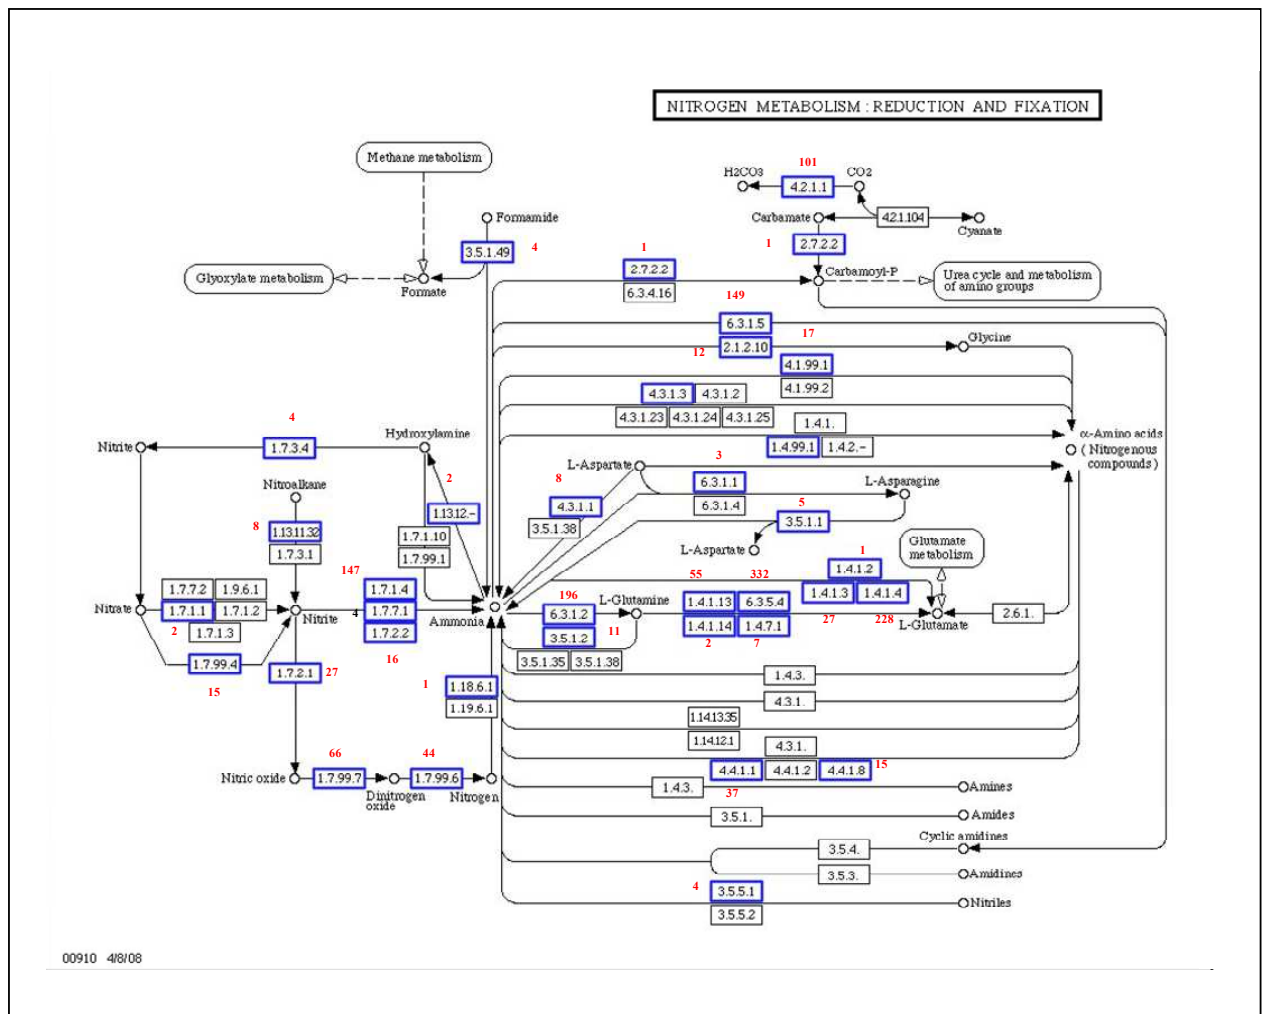 NITROGEN METABOLISM : REDUCTION AND FIXATION
Methane metabolism
101
H2CO3
4.2.1.1
CO2
Formamide
Carbamate
4.2.1.104
Cyanate
3.5.1.49
4
1
2.7.2.2
1
2.7.2.2
Glyoxylate metabolism
Formate
6.3.4.16
Carbamoyl-P
Urea cycle and metabolism
of amino groups
149
6.3.1.5
17
12
2.1.2.10
Glycine
4.1.99.1
4.1.99.2
4.3.1.3
4.3.1.2
4.3.1.23
4.3.1.24
4.3.1.25
1.4.1.
4
Nitrite
1.7.3.4
Hydroxylamine
1.4.99.1
1.4.2.-
α-Amino acids
( Nitrogenous
compounds )
3
L-Aspartate
2
8
6.3.1.1
L-Asparagine
Nitroalkane
4.3.1.1
6.3.1.4
5
1.13.12.-
3.5.1.38
3.5.1.1
8
1.13.11.32
1.7.3.1
1.7.1.10
1.7.99.1
L-Aspartate
Glutamate
metabolism
1
147
55
332
1.4.1.2
1.7.7.2
1.9.6.1
1.7.1.4
196
L-Glutamine
1.4.1.13
6.3.5.4
1.4.1.3
1.4.1.4
Nitrate
1.7.1.1
1.7.1.2
Nitrite
4
1.7.7.1
Ammonia
6.3.1.2
1.4.1.14
1.4.7.1
27
228
L-Glutamate
2.6.1.
2
1.7.1.3
1.7.2.2
3.5.1.2
11
2
7
15
1.7.99.4
1.7.2.1
27
16
3.5.1.35
3.5.1.38
1.4.3.
1
1.18.6.1
1.19.6.1
4.3.1.
1.14.13.35
1.14.12.1
4.3.1.
66
44
4.4.1.1
4.4.1.2
4.4.1.8
15
Nitric oxide
1.7.99.7
Dinitrogen
oxide
1.7.99.6
Nitrogen
1.4.3.
37
Amines
3.5.1.
Amides
Cyclic amidines
3.5.4.
3.5.3.
Amidines
4
3.5.5.1
Nitriles
3.5.5.2
00910 4/8/08